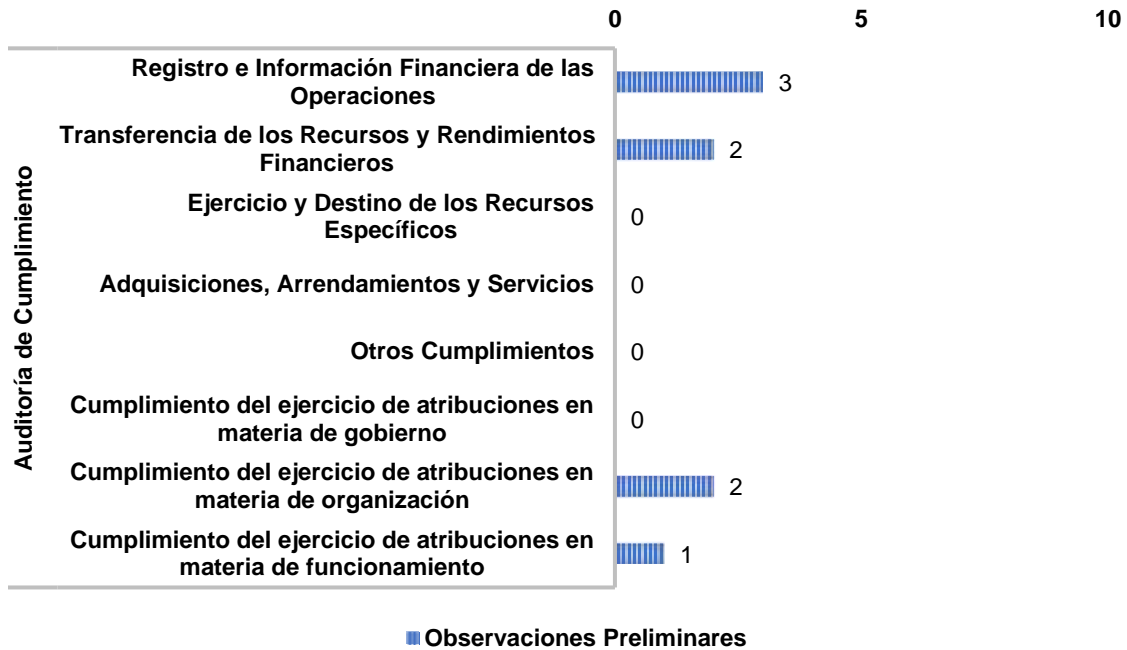 0 5 10
Auditoría de Cumplimiento
Registro e Información Financiera de las
Operaciones
3
Transferencia de los Recursos y Rendimientos
Financieros
2
Ejercicio y Destino de los Recursos
Específicos
0
Adquisiciones, Arrendamientos y Servicios
0
Otros Cumplimientos
0
Cumplimiento del ejercicio de atribuciones en
materia de gobierno
0
Cumplimiento del ejercicio de atribuciones en
materia de organización
2
Cumplimiento del ejercicio de atribuciones en
materia de funcionamiento
1
Observaciones Preliminares